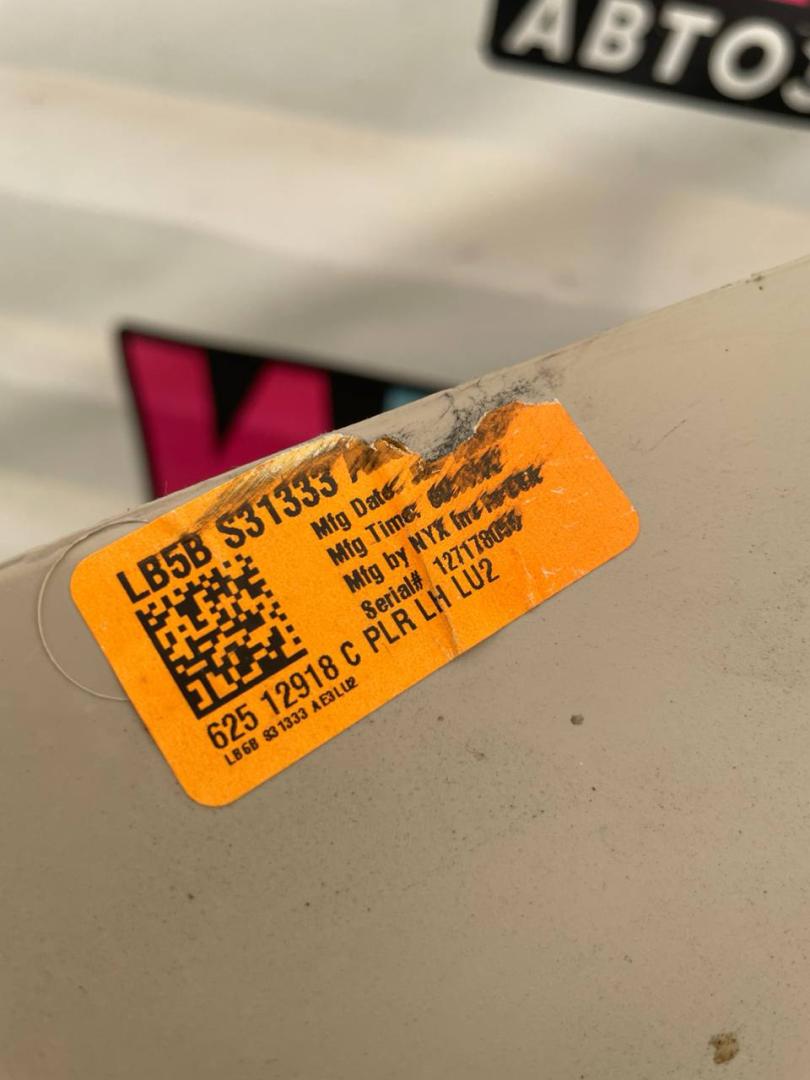 АВТОЗ
LB5B S31333
Mfg Date
Mfg Time:
Mfg by NYX
Serial# 127179
625 12918 C PLR LH LU2
LB5B S31333 AE3LU2